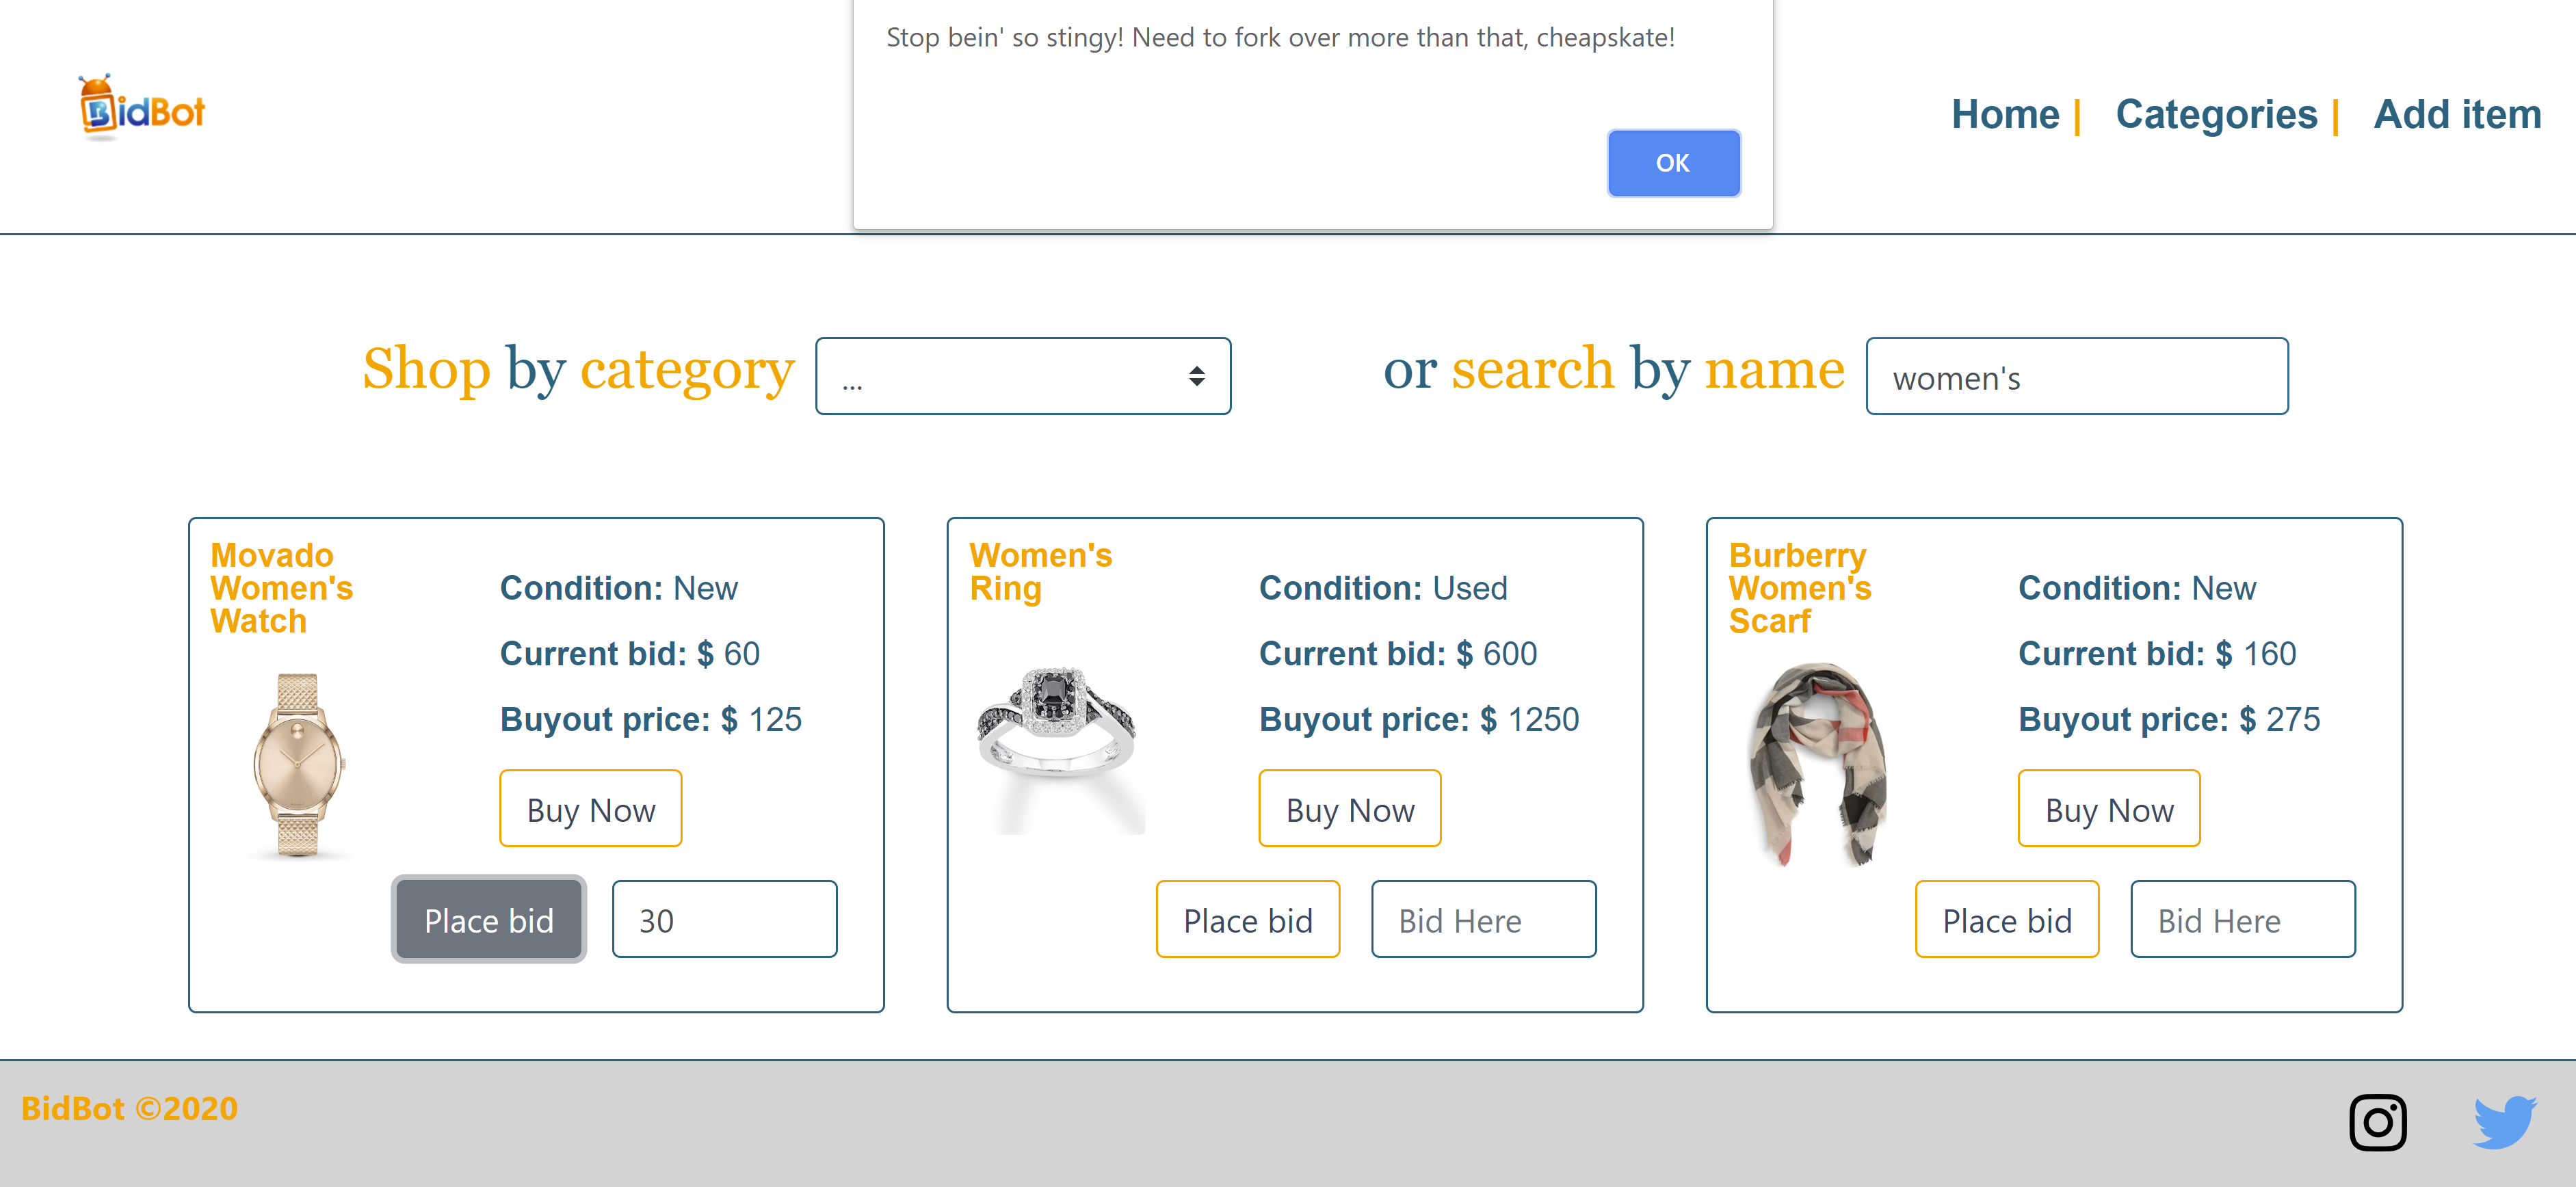 Stop bein' so stingy! Need to fork over more than that, cheapskate!
OK
BidBot
Home | Categories | Add item
Shop by category
...
or search by name
women's
Movado
Women's
Watch
Condition: New
Current bid: $ 60
Buyout price: $ 125
Buy Now
Place bid
30
Women's
Ring
Condition: Used
Current bid: $ 600
Buyout price: $ 1250
Buy Now
Place bid
Bid Here
Burberry
Women's
Scarf
Condition: New
Current bid: $ 160
Buyout price: $ 275
Buy Now
Place bid
Bid Here
BidBot ©2020